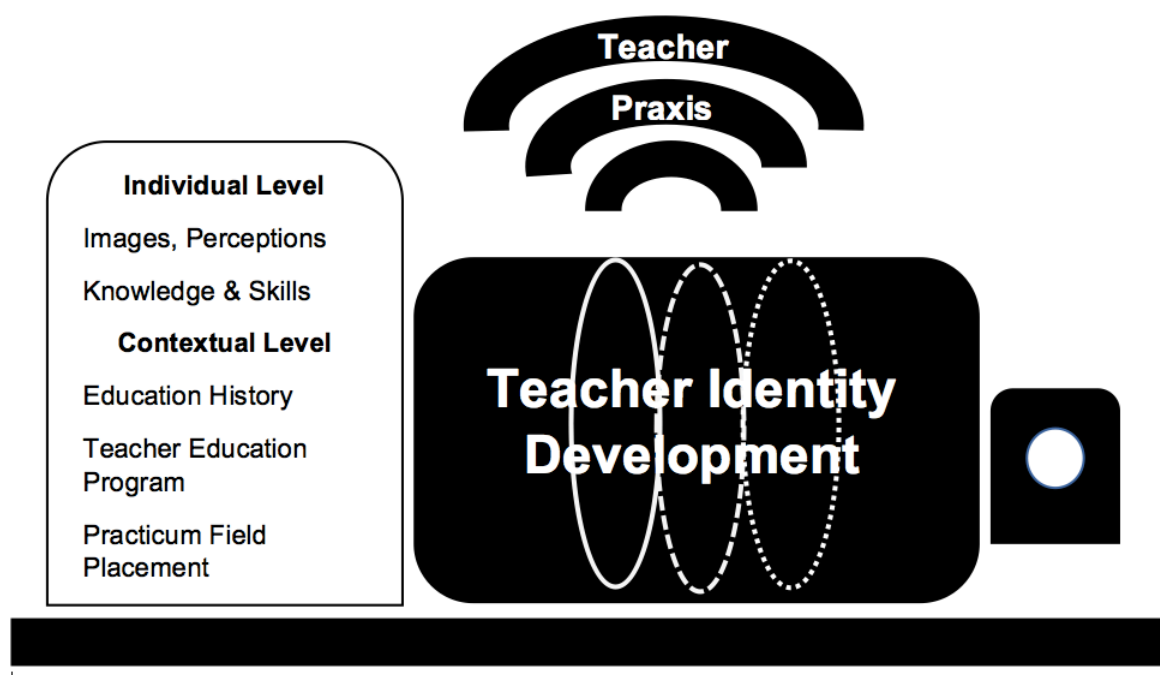 Teacher
Praxis
Individual Level
Images, Perceptions
Knowledge & Skills
Contextual Level
Education History
Teacher Education
Program
Practicum Field
Placement
Teacher Identity
Development